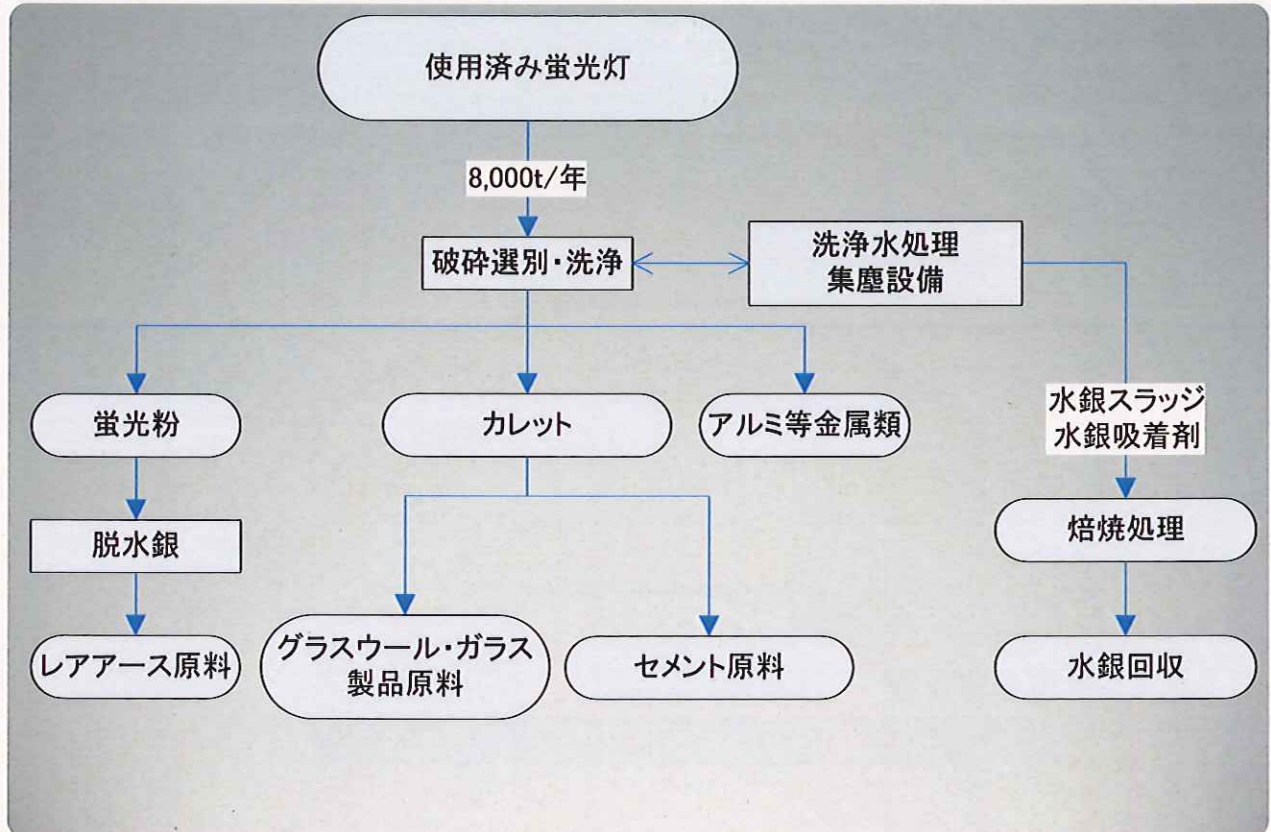 使用済み蛍光灯
8,000t/年
破砕選別・洗浄
洗浄水処理
集塵設備
蛍光粉
カレット
アルミ等金属類
水銀スラッジ
水銀吸着剤
脱水銀
焙焼処理
レアアース原料
グラスウール・ガラス
製品原料
セメント原料
水銀回収